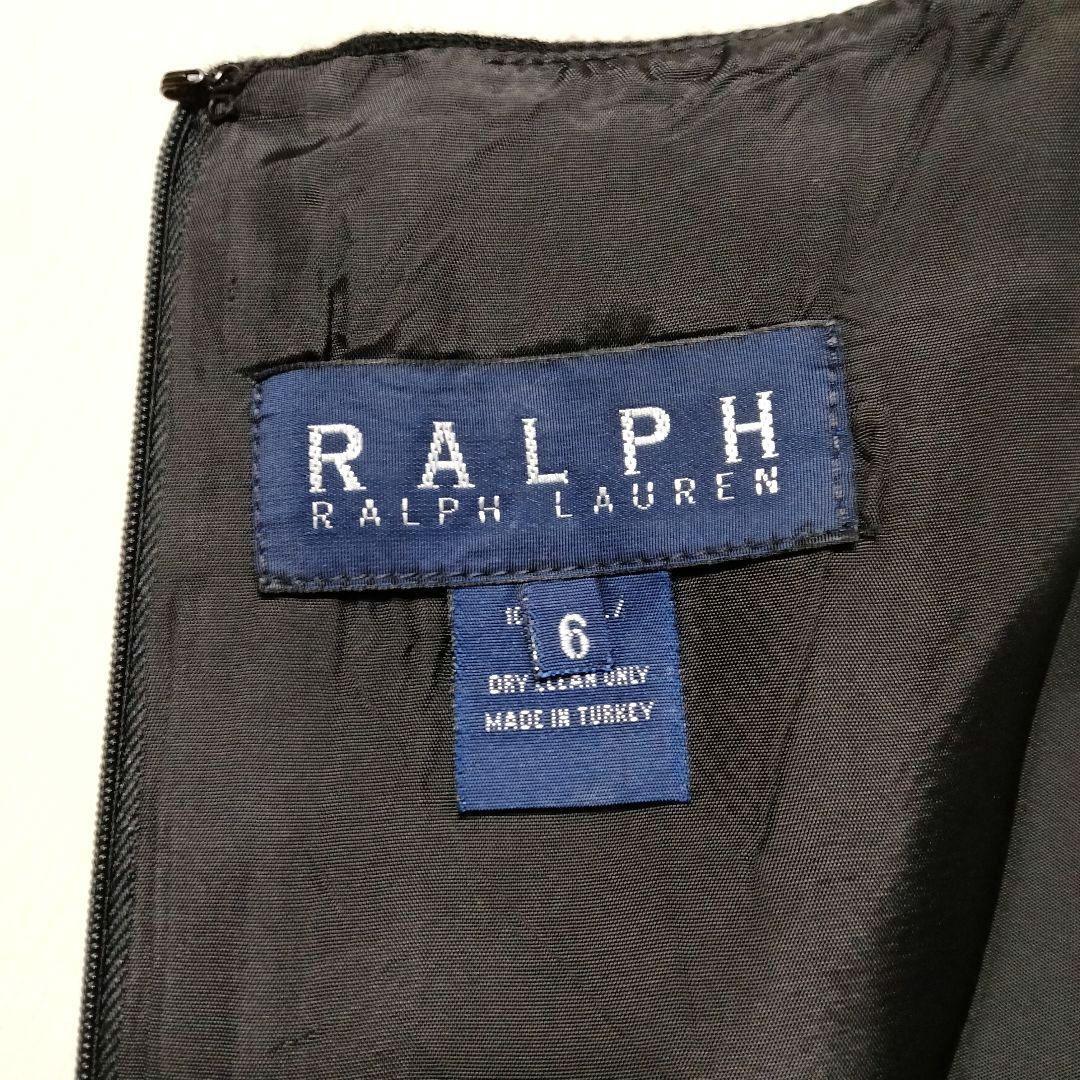 RALPH
RALPH LAUREN
6
DRY CLEAN ONLY
MADE IN TURKEY